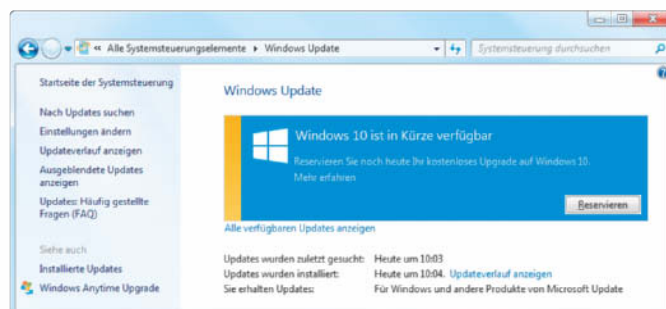 « Alle Systemsteuerungselemente ▸ Windows Update
Systemsteuerung durchsuchen
Startseite der Systemsteuerung
Nach Updates suchen
Einstellungen ändern
Updateverlauf anzeigen
Ausgeblendete Updates
anzeigen
Updates: Häufig gestellte
Fragen (FAQ)
Siehe auch
Installierte Updates
Windows Anytime Upgrade
Windows Update
Windows 10 ist in Kürze verfügbar
Reservieren Sie noch heute Ihr kostenloses Upgrade auf Windows 10.
Mehr erfahren
Reservieren
Alle verfügbaren Updates anzeigen
Updates wurden zuletzt gesucht: Heute um 10:03
Updates wurden installiert: Heute um 10:04. Updateverlauf anzeigen
Sie erhalten Updates: Für Windows und andere Produkte von Microsoft Update